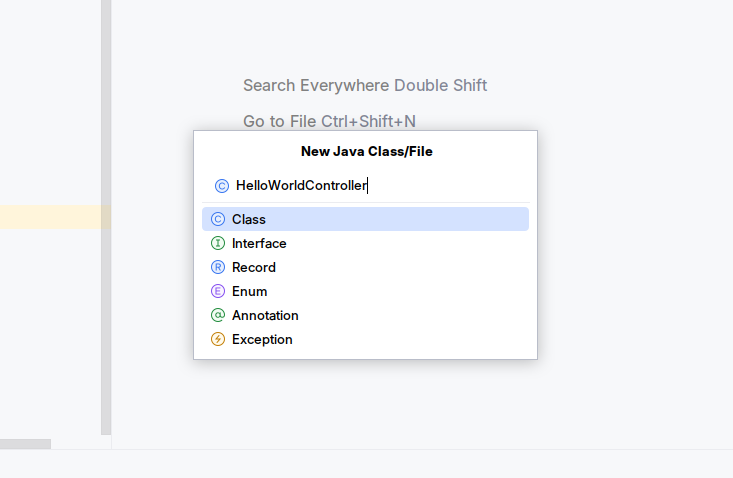 Search Everywhere Double Shift
Go to File Ctrl+Shift+N
New Java Class/File
C HelloWorldController
C Class
I Interface
R Record
E Enum
@ Annotation
Exception